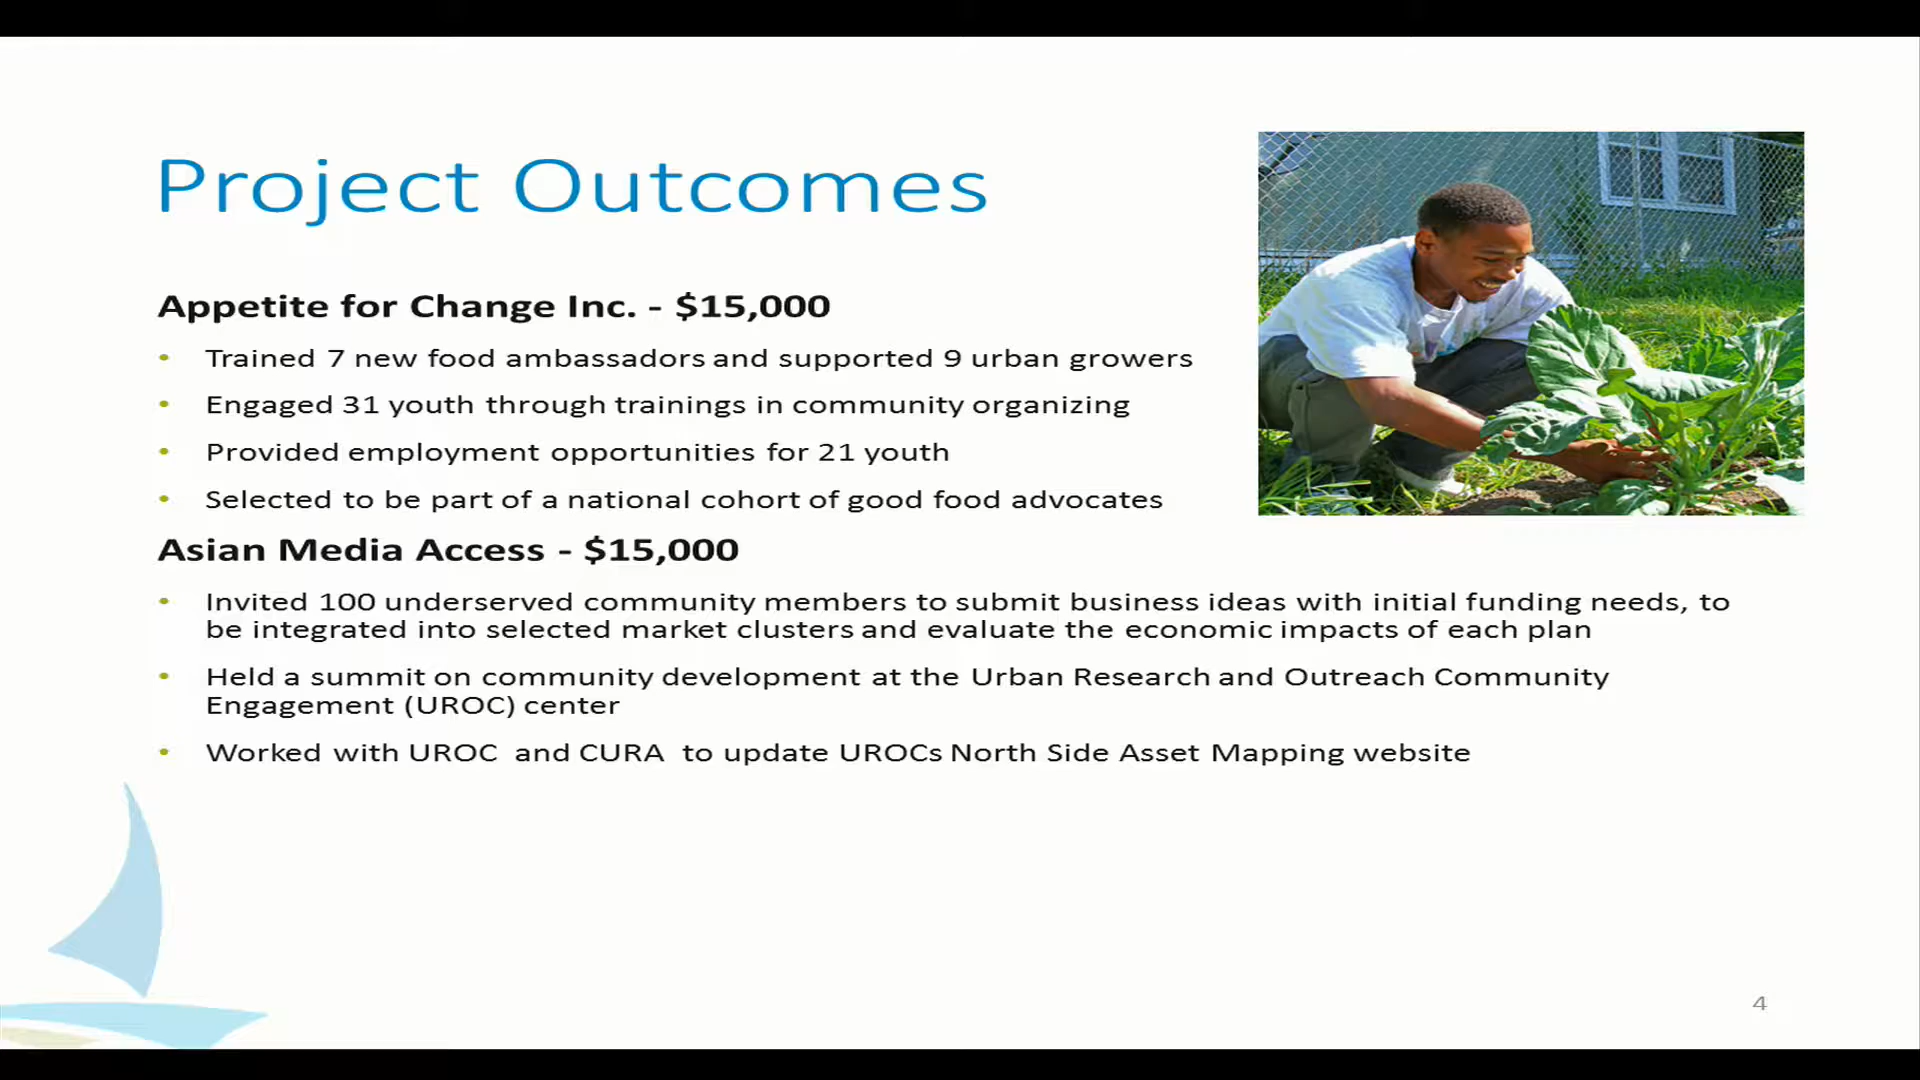 Project Outcomes
Appetite for Change Inc. - $15,000
• Trained 7 new food ambassadors and supported 9 urban growers
• Engaged 31 youth through trainings in community organizing
• Provided employment opportunities for 21 youth
• Selected to be part of a national cohort of good food advocates
Asian Media Access - $15,000
• Invited 100 underserved community members to submit business ideas with initial funding needs, to
be integrated into selected market clusters and evaluate the economic impacts of each plan
• Held a summit on community development at the Urban Research and Outreach Community
Engagement (UROC) center
• Worked with UROC and CURA to update UROCs North Side Asset Mapping website
4